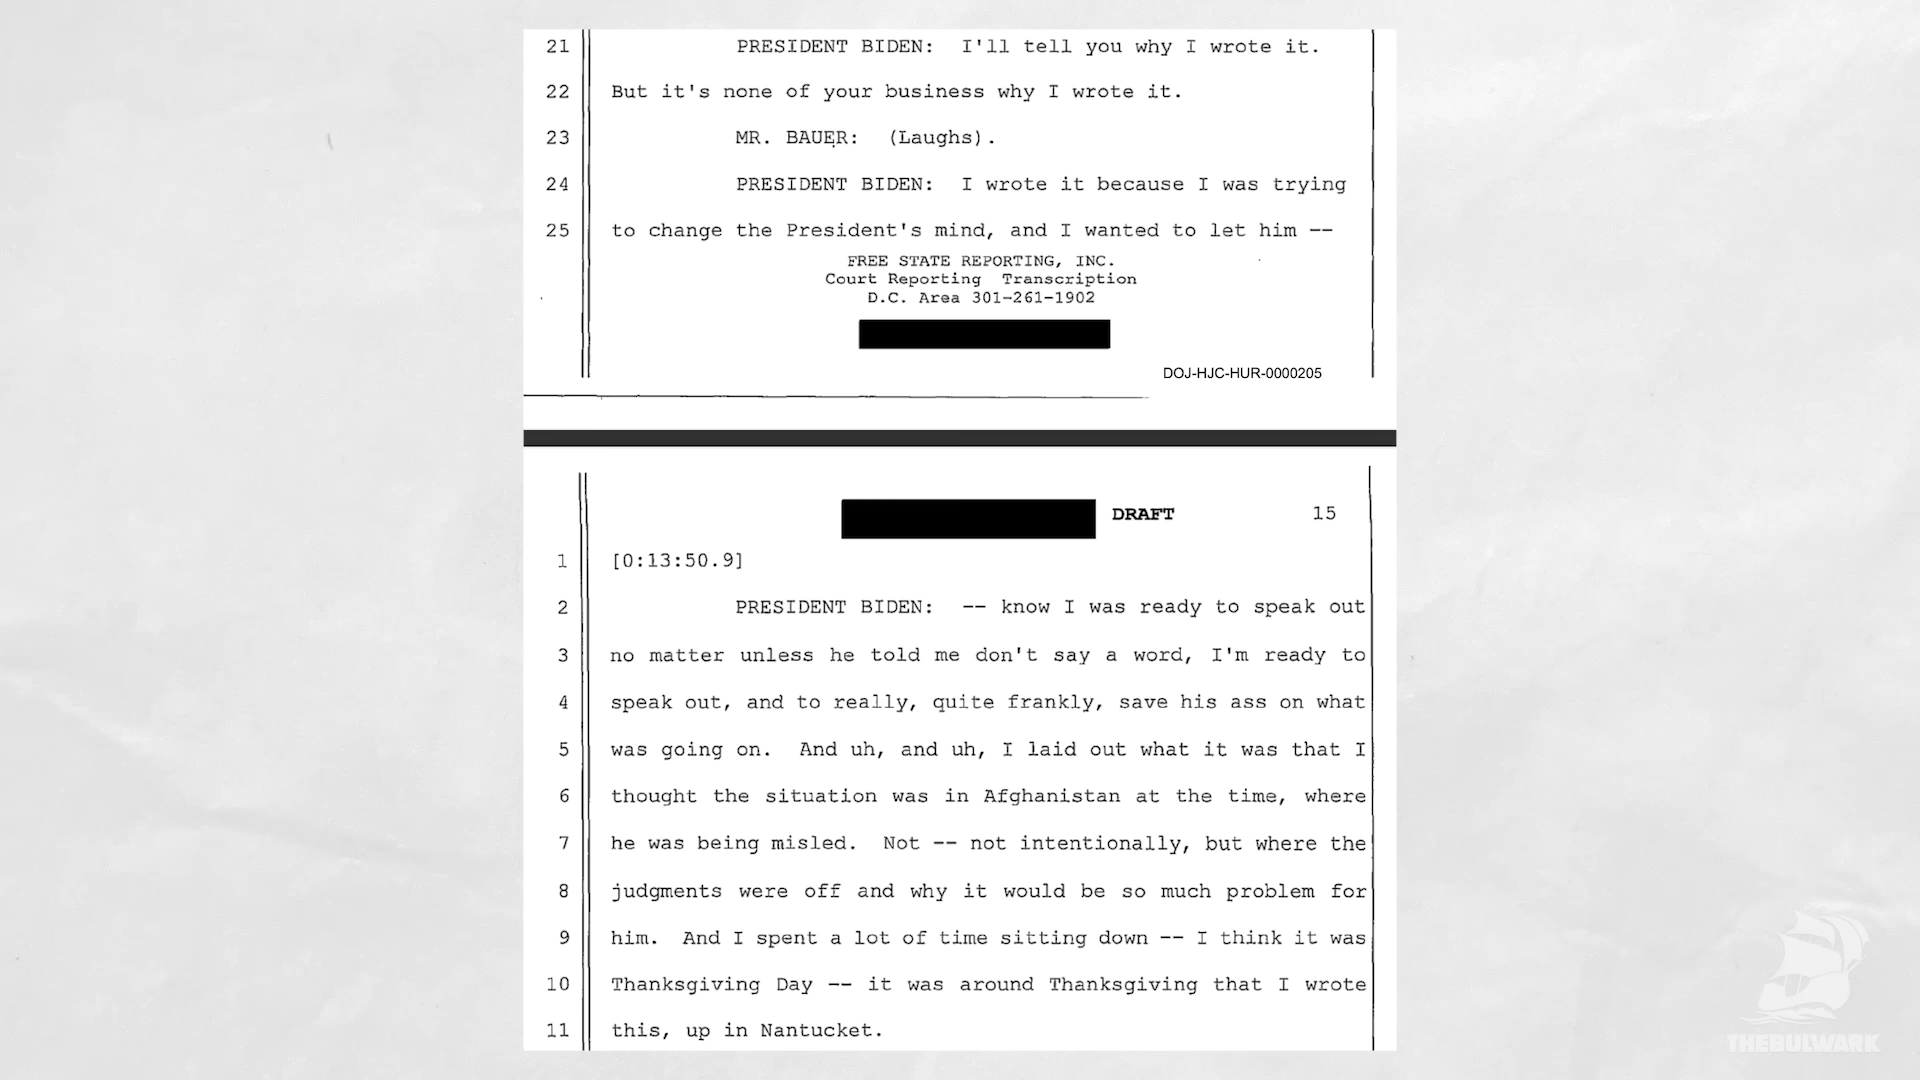 21 PRESIDENT BIDEN: I'll tell you why I wrote it.
22 But it's none of your business why I wrote it.
23 MR. BAUER: (Laughs).
24 PRESIDENT BIDEN: I wrote it because I was trying
25 to change the President's mind, and I wanted to let him --
FREE STATE REPORTING, INC.
Court Reporting Transcription
D.C. Area 301-261-1902
DOJ-HJC-HUR-0000205
DRAFT 15
1 [0:13:50.9]
2 PRESIDENT BIDEN: -- know I was ready to speak out
3 no matter unless he told me don't say a word, I'm ready to
4 speak out, and to really, quite frankly, save his ass on what
5 was going on. And uh, and uh, I laid out what it was that I
6 thought the situation was in Afghanistan at the time, where
7 he was being misled. Not -- not intentionally, but where the
8 judgments were off and why it would be so much problem for
9 him. And I spent a lot of time sitting down -- I think it was
10 Thanksgiving Day -- it was around Thanksgiving that I wrote
11 this, up in Nantucket.
THEBULWARK